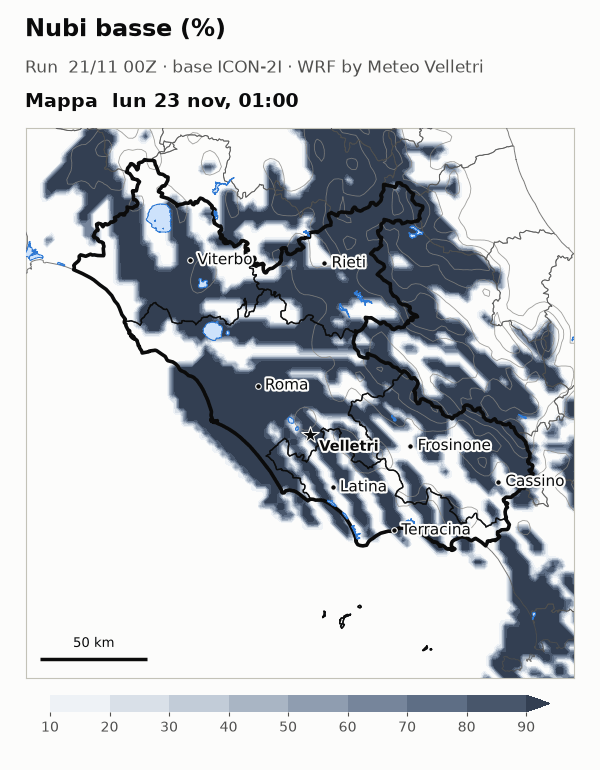 Nubi basse (%)
Run  21/11 00Z · base ICON-2I · WRF by Meteo Velletri
Mappa  lun 23 nov, 01:00
Viterbo
Rieti
Roma
Velletri
Frosinone
Cassino
Latina
Terracina
50 km
10 20 30 40 50 60 70 80 90